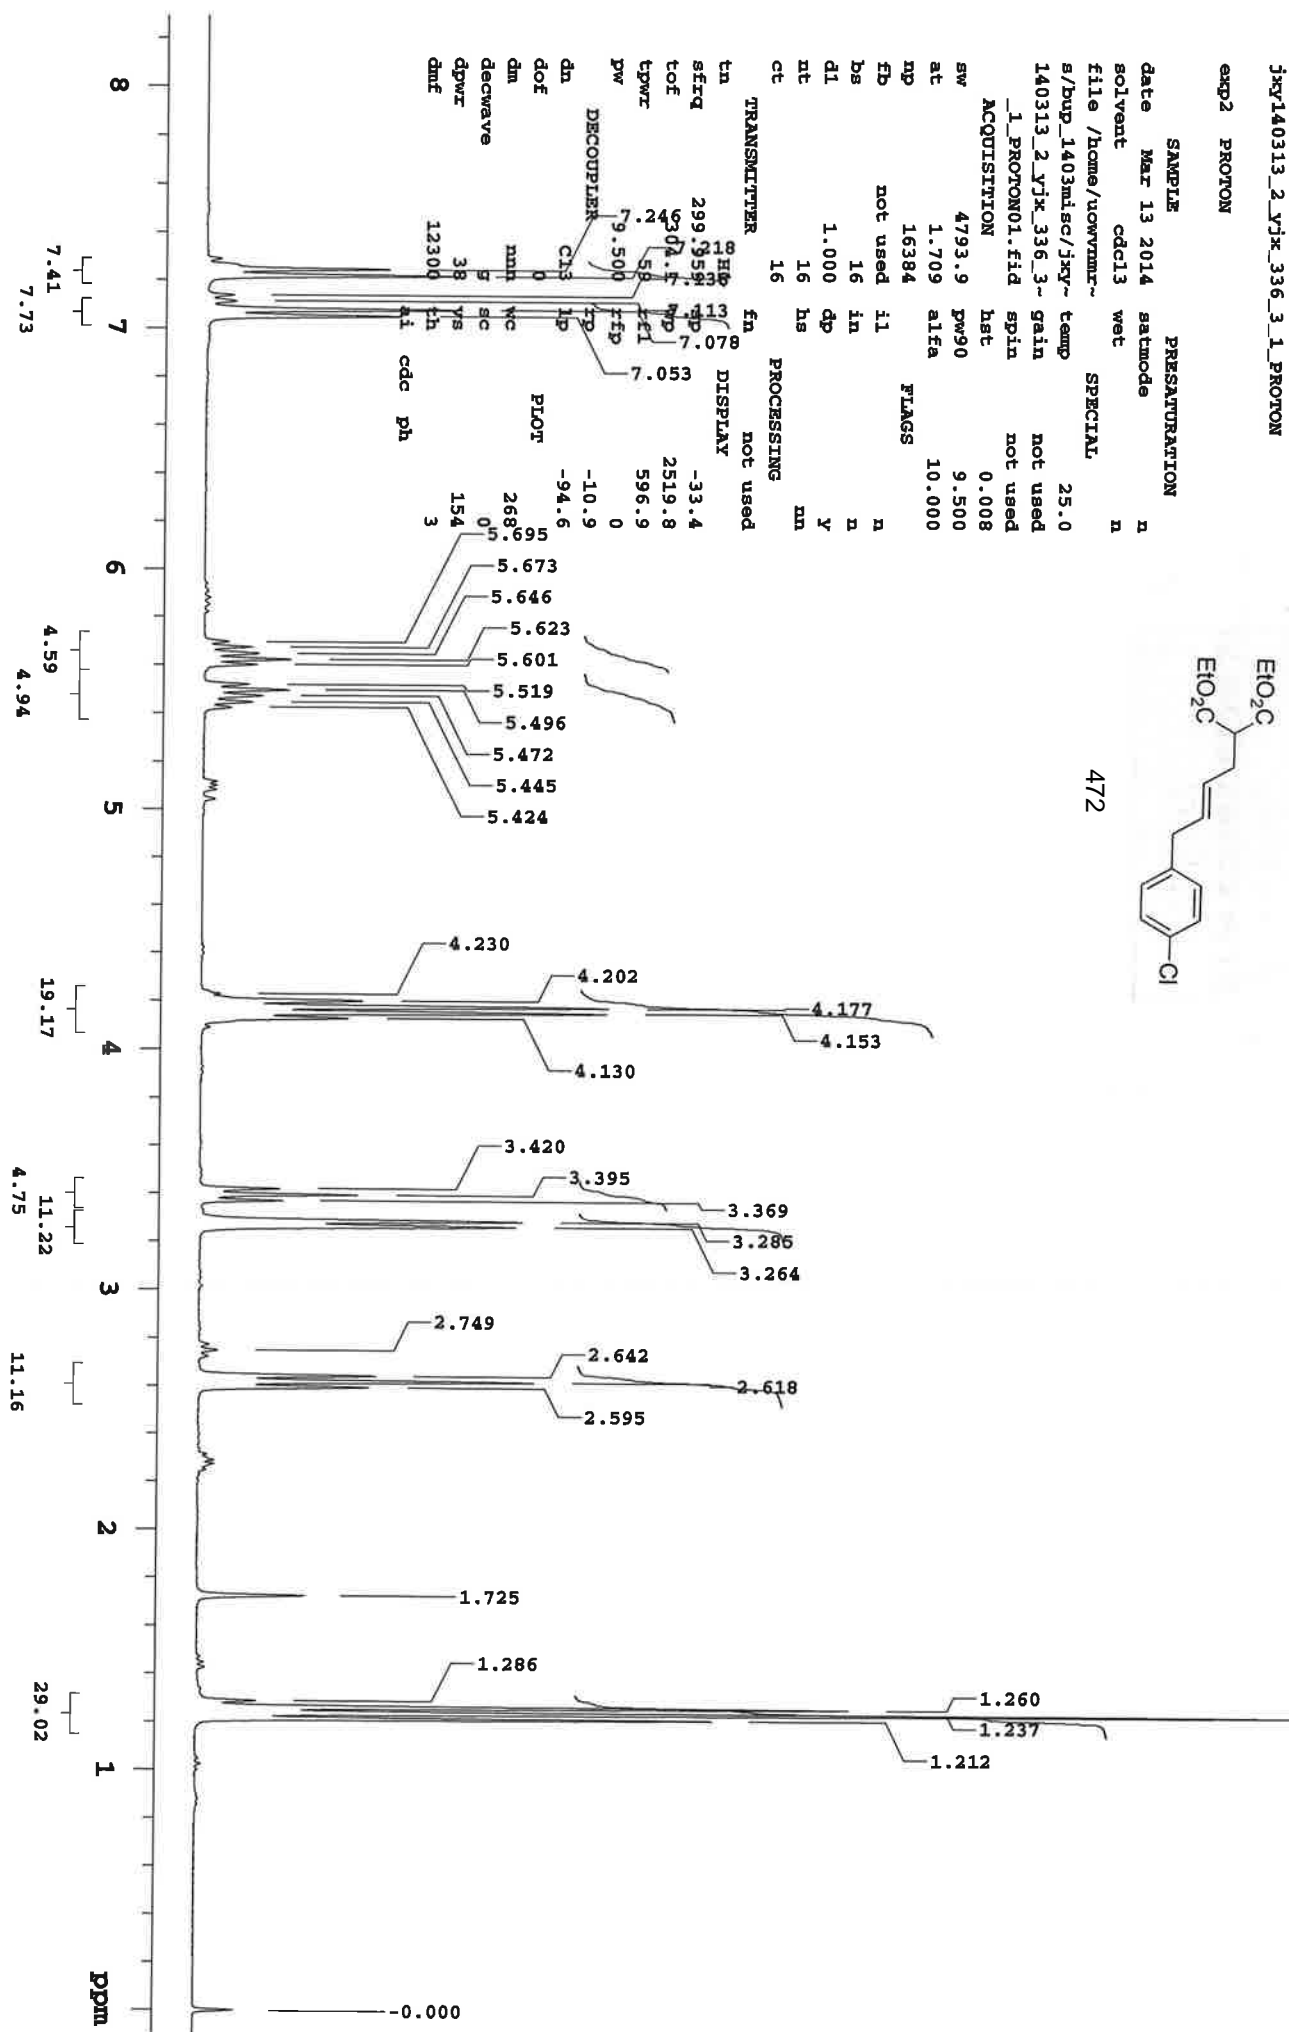 jxy140313_2_yjx_336_3_1_PROTON
exp2 PROTON
SAMPLE
date Mar 13 2014
solvent cdcl3
file /home/uowvnmr~
s/bup_1403misc/jxy~
140313_2_yjx_336_3~
_1_PROTON01.fid
ACQUISITION
sw 4793.9
at 1.709
np 16384
fb not used
bs 16
d1 1.000
nt 16
ct 16
TRANSMITTER
tn H1
sfrq 299.959
tof
tpwr 59
pw 9.500
DECOUPLER
dn C13
dof 0
dm nnn
decwave g
dpwr 38
dmf 12300
PRESATURATION
satmode n
wet n
SPECIAL
temp 25.0
gain not used
spin not used
hst 0.008
pw90 9.500
alfa 10.000
FLAGS
il n
in n
dp y
hs nn
PROCESSING
fn not used
DISPLAY
sp -33.4
wp 2519.8
rfl 596.9
rfp 0
rp -10.9
lp -94.6
PLOT
wc 268
sc 0
vs 154
th 3
ai cdc ph
EtO2C
EtO2C
Cl
472
7.246
7.218
7.236
7.113
7.078
7.053
5.695
5.673
5.646
5.623
5.601
5.519
5.496
5.472
5.445
5.424
4.230
4.202
4.177
4.153
4.130
3.420
3.395
3.369
3.285
3.264
2.749
2.642
2.618
2.595
1.725
1.286
1.260
1.237
1.212
-0.000
8 7 6 5 4 3 2 1 ppm
7.41
7.73
4.59
4.94
19.17
4.75
11.22
11.16
29.02